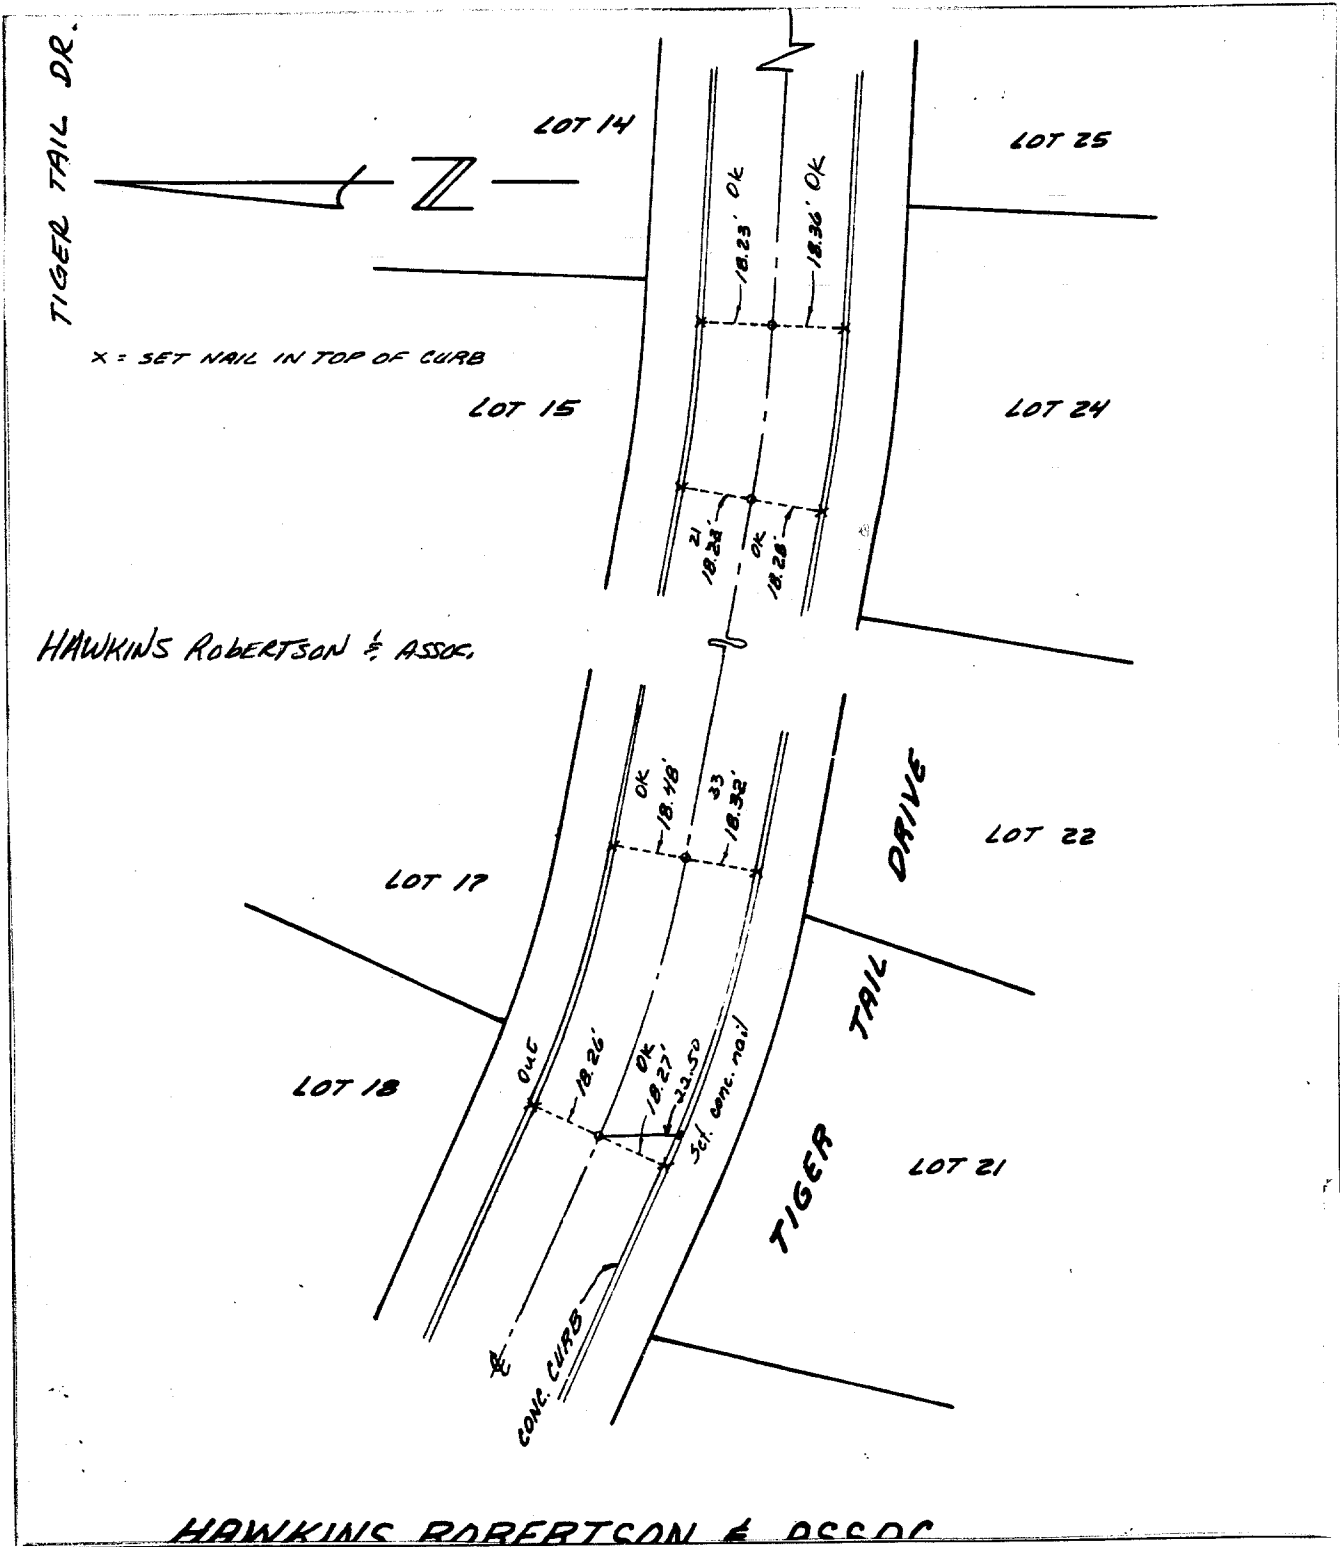 TIGER TAIL DR.
LOT 14
LOT 25
N
18.23' OK
18.36' OK
X = SET NAIL IN TOP OF CURB
LOT 15
LOT 24
21
18.22'
OK
18.28'
HAWKINS ROBERTSON & ASSOC.
OK
18.48'
33
18.32'
LOT 17
LOT 22
TIGER TAIL DRIVE
Out
18.26'
OK
18.27'
22.50
Set. conc. nail
LOT 18
LOT 21
CONC. CURB
HAWKINS ROBERTSON & ASSOC